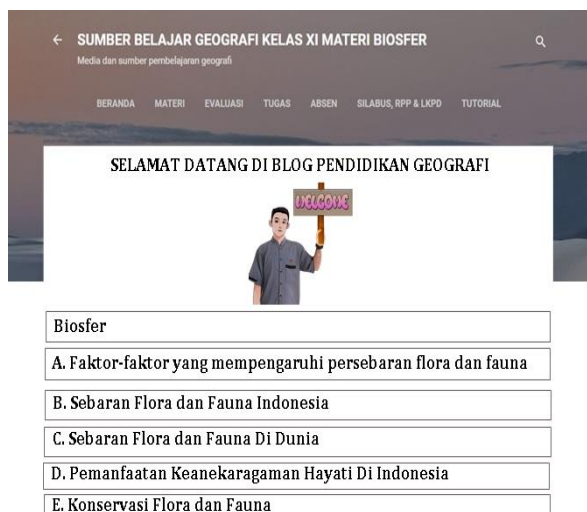 SUMBER BELAJAR GEOGRAFI KELAS XI MATERI BIOSFER
Media dan sumber pembelajaran geografi
BERANDA MATERI EVALUASI TUGAS ABSEN SILABUS, RPP & LKPD TUTORIAL
SELAMAT DATANG DI BLOG PENDIDIKAN GEOGRAFI
WELCOME
Biosfer
A. Faktor-faktor yang mempengaruhi persebaran flora dan fauna
B. Sebaran Flora dan Fauna Indonesia
C. Sebaran Flora dan Fauna Di Dunia
D. Pemanfaatan Keanekaragaman Hayati Di Indonesia
E. Konservasi Flora dan Fauna